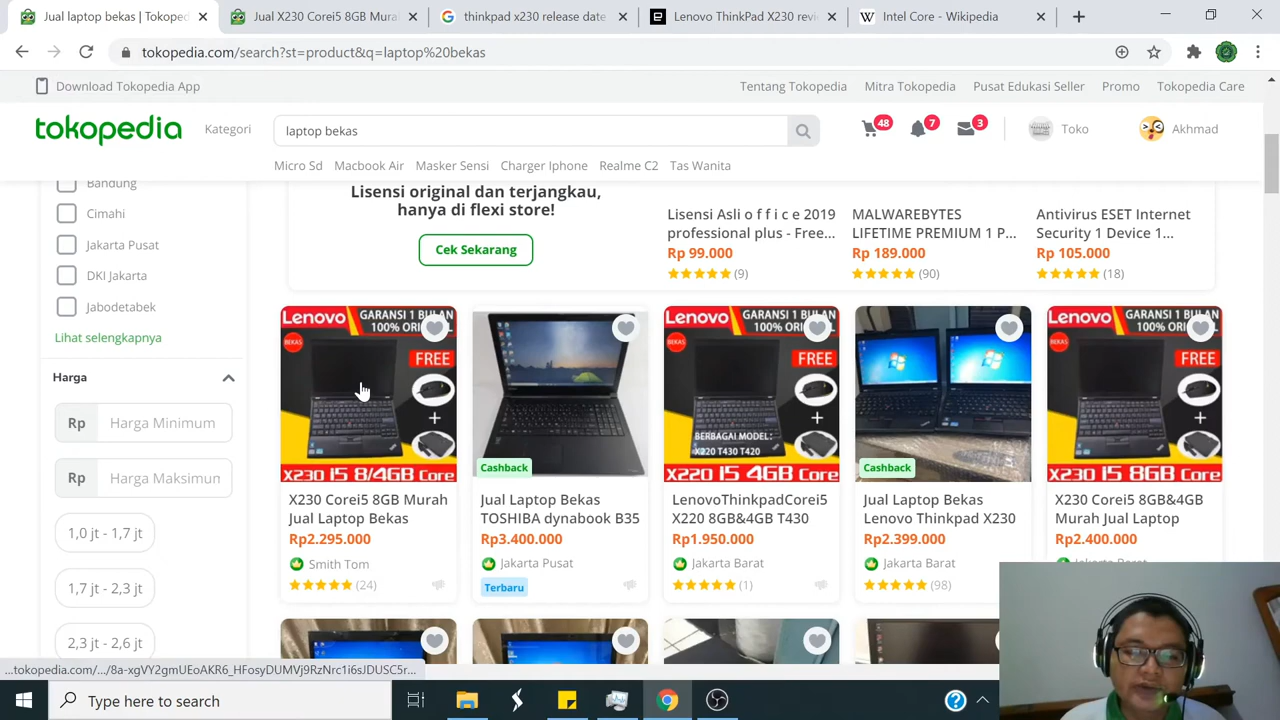 Jual laptop bekas | Tokoped
Jual X230 Corei5 8GB Mura
thinkpad x230 release date
Lenovo ThinkPad X230 revi
Intel Core - Wikipedia
tokopedia.com/search?st=product&q=laptop%20bekas
Download Tokopedia App
Tentang Tokopedia
Mitra Tokopedia
Pusat Edukasi Seller
Promo
Tokopedia Care
tokopedia
Kategori
laptop bekas
48
7
3
Toko
Akhmad
Micro Sd
Macbook Air
Masker Sensi
Charger Iphone
Realme C2
Tas Wanita
Bandung
Cimahi
Jakarta Pusat
DKI Jakarta
Jabodetabek
Lihat selengkapnya
Harga
Rp Harga Minimum
Rp Harga Maksimum
1,0 jt - 1,7 jt
1,7 jt - 2,3 jt
2,3 jt - 2,6 jt
Lisensi original dan terjangkau,
hanya di flexi store!
Cek Sekarang
Lisensi Asli o f f i c e 2019
professional plus - Free...
Rp 99.000
(9)
MALWAREBYTES
LIFETIME PREMIUM 1 P...
Rp 189.000
(90)
Antivirus ESET Internet
Security 1 Device 1...
Rp 105.000
(18)
Lenovo
GARANSI 1 BULAN
100% ORI
BEKAS
FREE
+
X230 I5 8/4GB Core
X230 Corei5 8GB Murah
Jual Laptop Bekas
Rp2.295.000
Smith Tom
(24)
Cashback
Jual Laptop Bekas
TOSHIBA dynabook B35
Rp3.400.000
Jakarta Pusat
Terbaru
Lenovo
GARANSI 1 BULAN
100% ORI
BEKAS
FREE
+
BERBAGAI MODEL:
X220 T430 T420
X220 I5 4GB Core
LenovoThinkpadCorei5
X220 8GB&4GB T430
Rp1.950.000
Jakarta Barat
(1)
Cashback
Jual Laptop Bekas
Lenovo Thinkpad X230
Rp2.399.000
Jakarta Barat
(98)
Lenovo
GARANSI 1 BULAN
100% ORI
BEKAS
FREE
+
X230 I5 8GB Core
X230 Corei5 8GB&4GB
Murah Jual Laptop
Rp2.400.000
...tokopedia.com/.../8a-xgVY2gmUEoAKR6_HFosyDUMVj9RzNrc1i6sJDUSC5r...
Type here to search